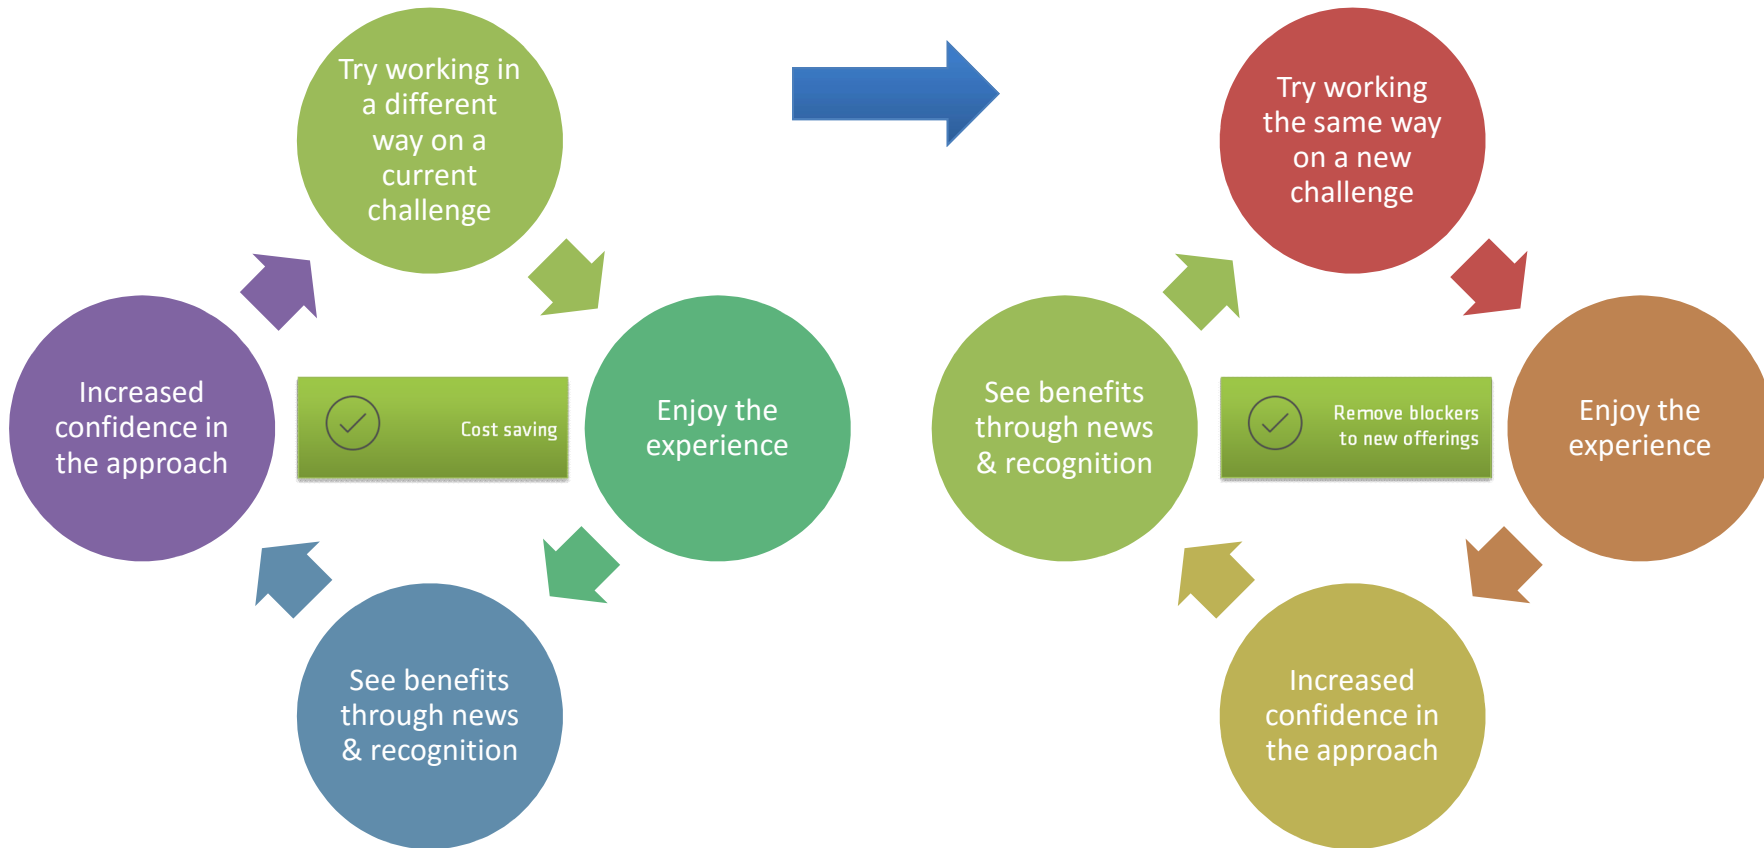 Try working in
a different
way on a
current
challenge
Enjoy the
experience
See benefits
through news
& recognition
Increased
confidence in
the approach
Cost saving
Try working
the same way
on a new
challenge
Enjoy the
experience
Increased
confidence in
the approach
See benefits
through news
& recognition
Remove blockers
to new offerings